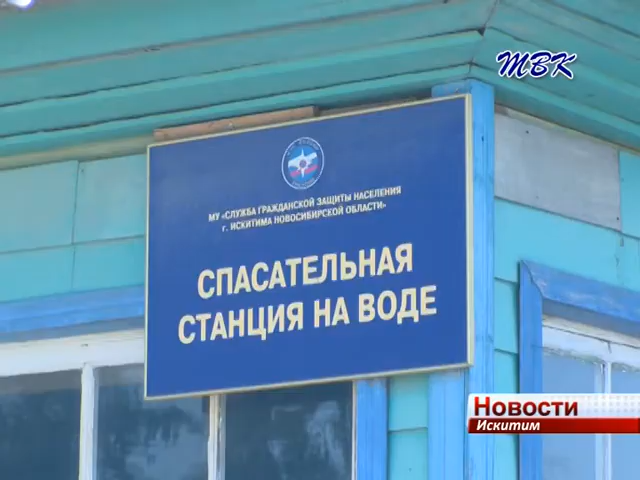 ТВК
МУ «СЛУЖБА ГРАЖДАНСКОЙ ЗАЩИТЫ НАСЕЛЕНИЯ
г. ИСКИТИМА НОВОСИБИРСКОЙ ОБЛАСТИ»
СПАСАТЕЛЬНАЯ
СТАНЦИЯ НА ВОДЕ
Новости
Искитим